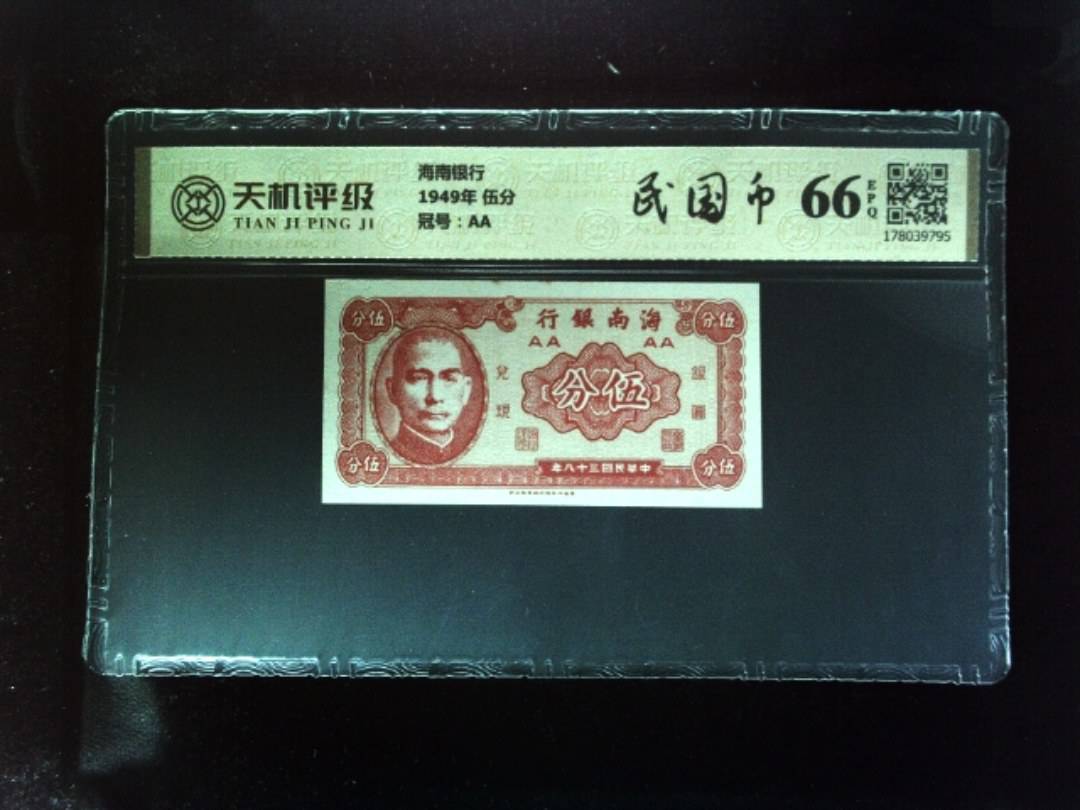 天机评级
TIAN JI PING JI
海南银行
1949年 伍分
冠号：AA
民国币
66
EPQ
178039795
分伍
行銀南海
分伍
AA
AA
兌現
銀圓
分伍
分伍
年八十三國民華中
分伍